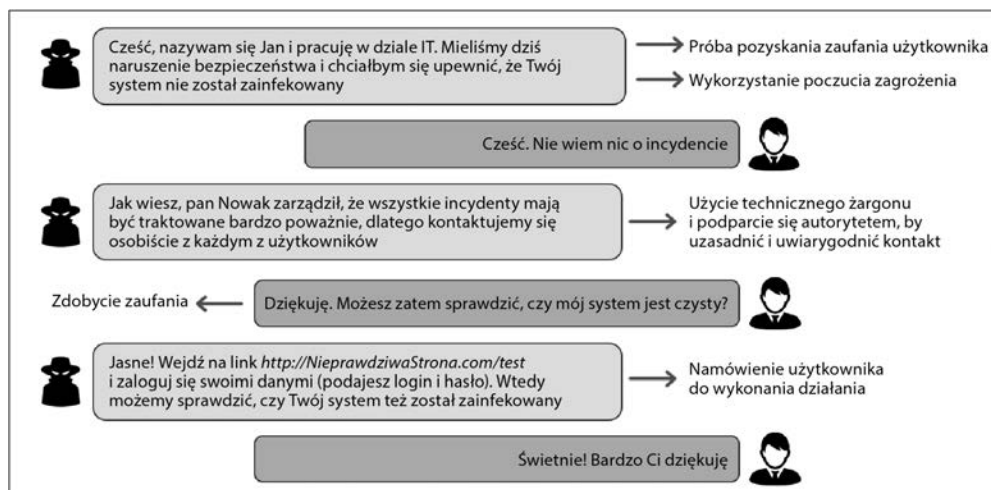 Cześć, nazywam się Jan i pracuję w dziale IT. Mieliśmy dziś
naruszenie bezpieczeństwa i chciałbym się upewnić, że Twój
system nie został zainfekowany
Próba pozyskania zaufania użytkownika
Wykorzystanie poczucia zagrożenia
Cześć. Nie wiem nic o incydencie
Jak wiesz, pan Nowak zarządził, że wszystkie incydenty mają
być traktowane bardzo poważnie, dlatego kontaktujemy się
osobiście z każdym z użytkowników
Użycie technicznego żargonu
i podparcie się autorytetem, by
uzasadnić i uwiarygodnić kontakt
Zdobycie zaufania
Dziękuję. Możesz zatem sprawdzić, czy mój system jest czysty?
Jasne! Wejdź na link http://NieprawdziwaStrona.com/test
i zaloguj się swoimi danymi (podajesz login i hasło). Wtedy
możemy sprawdzić, czy Twój system też został zainfekowany
Namówienie użytkownika
do wykonania działania
Świetnie! Bardzo Ci dziękuję